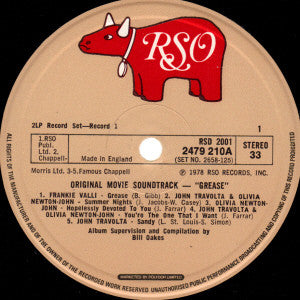 RSO
2LP Record Set—Record 1
1
1.RSO
Publ.
Ltd. 2.
Chappell-
Made in England
RSD 2001
2479 210A
(SET NO. 2658-125)
STEREO
33
Morris Ltd. 3-5.Famous Chappell
℗ 1978 RSO RECORDS, INC.
ORIGINAL MOVIE SOUNDTRACK — "GREASE"
1. FRANKIE VALLI - Grease (B. Gibb) 2. JOHN TRAVOLTA & OLIVIA
NEWTON-JOHN - Summer Nights (J. Jacobs-W. Casey) 3. OLIVIA
NEWTON-JOHN - Hopelessly Devoted To You (J. Farrar) 4. JOHN TRAVOLTA &
OLIVIA NEWTON-JOHN - You're The One That I Want (J. Farrar)
5. JOHN TRAVOLTA - Sandy (L. St.Louis-S. Simon)
Album Supervision and Compilation by
Bill Oakes
ALL RIGHTS OF THE MANUFACTURER AND OF THE OWNER OF THE RECORDED WORK RESERVED UNAUTHORISED PUBLIC PERFORMANCE BROADCASTING AND COPYING OF THIS RECORD PROHIBITED
MARKETED BY POLYDOR LIMITED